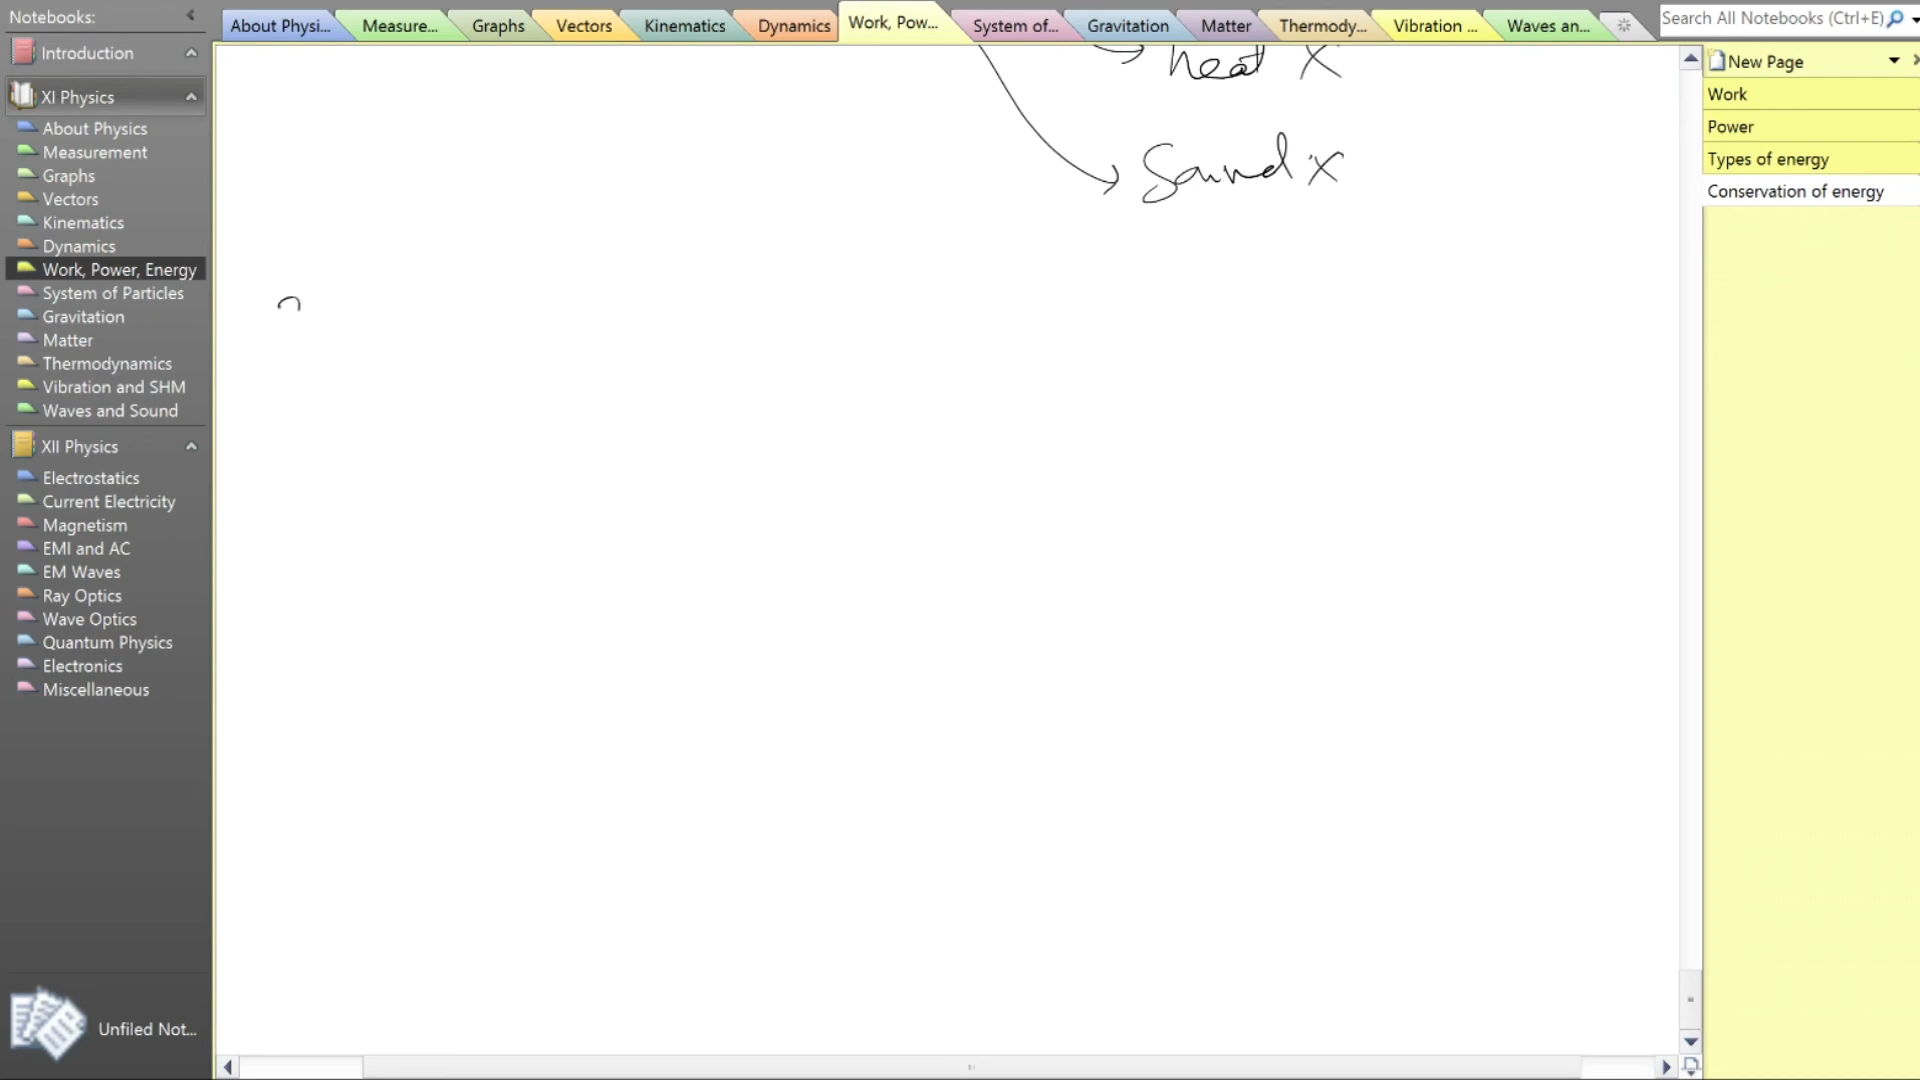 Notebooks:
Introduction
XI Physics
About Physics
Measurement
Graphs
Vectors
Kinematics
Dynamics
Work, Power, Energy
System of Particles
Gravitation
Matter
Thermodynamics
Vibration and SHM
Waves and Sound
XII Physics
Electrostatics
Current Electricity
Magnetism
EMI and AC
EM Waves
Ray Optics
Wave Optics
Quantum Physics
Electronics
Miscellaneous
Unfiled Not...
About Physi... Measure... Graphs Vectors Kinematics Dynamics Work, Pow... System of... Gravitation Matter Thermody... Vibration ... Waves an...
Search All Notebooks (Ctrl+E)
heat X
Sound X
New Page
Work
Power
Types of energy
Conservation of energy